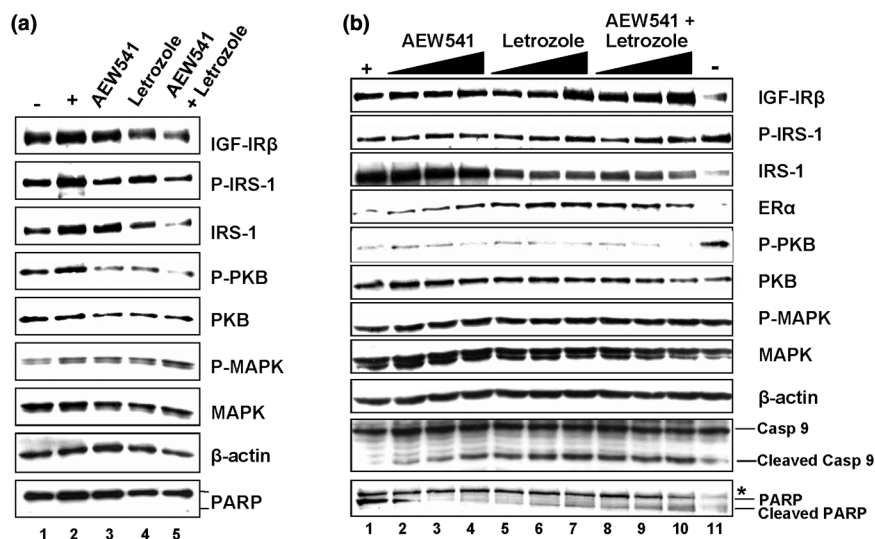 (a)
- + AEW541 Letrozole AEW541 + Letrozole
IGF-IRβ
P-IRS-1
IRS-1
P-PKB
PKB
P-MAPK
MAPK
β-actin
PARP
1 2 3 4 5
(b)
AEW541 Letrozole AEW541 + Letrozole
+ -
IGF-IRβ
P-IRS-1
IRS-1
ERα
P-PKB
PKB
P-MAPK
MAPK
β-actin
Casp 9
Cleaved Casp 9
*
PARP
Cleaved PARP
1 2 3 4 5 6 7 8 9 10 11